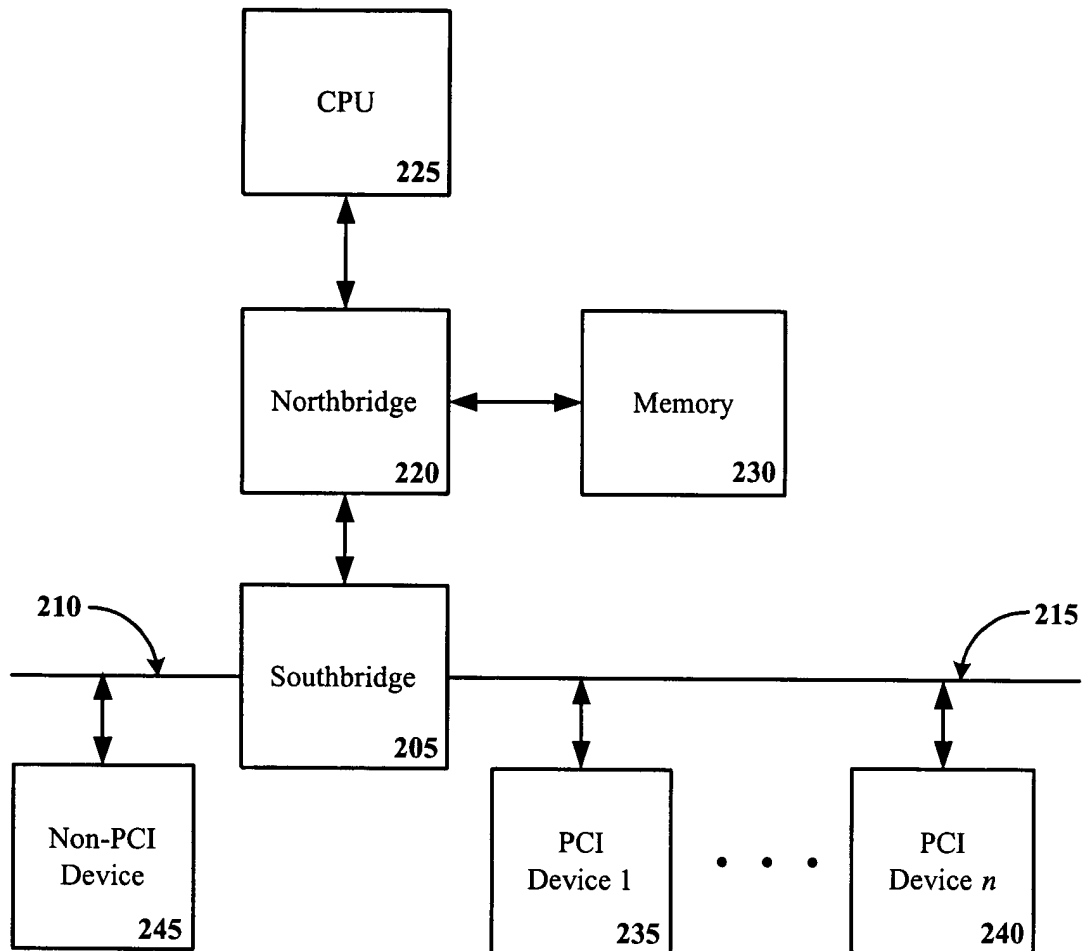 CPU
225
Northbridge
220
Memory
230
210
215
Southbridge
205
Non-PCI
Device
245
PCI
Device 1
235
PCI
Device n
240